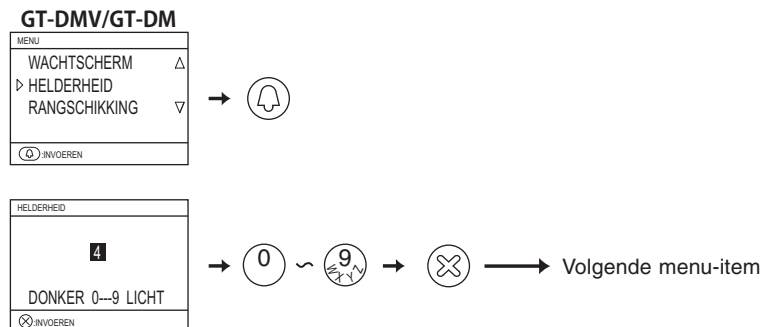 GT-DMV/GT-DM
MENU
WACHTSCHERM
HELDERHEID
RANGSCHIKKING
:INVOEREN
HELDERHEID
4
DONKER 0---9 LICHT
:INVOEREN
0 ~ 9 WXYZ
Volgende menu-item